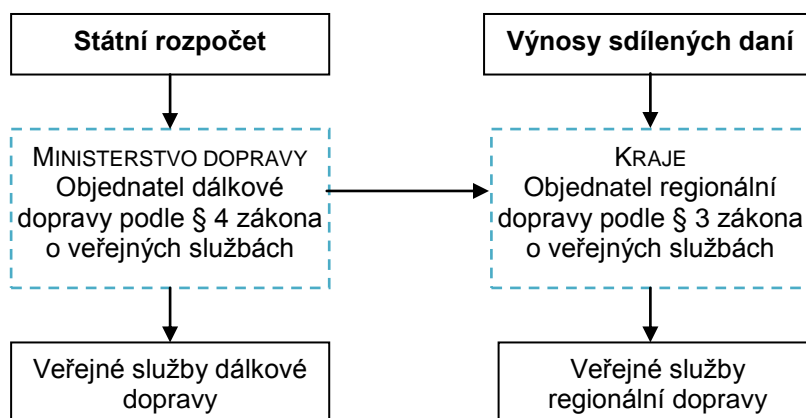 Státní rozpočet
Výnosy sdílených daní
MINISTERSTVO DOPRAVY
Objednatel dálkové
dopravy podle § 4 zákona
o veřejných službách
KRAJE
Objednatel regionální
dopravy podle § 3 zákona
o veřejných službách
Veřejné služby dálkové
dopravy
Veřejné služby
regionální dopravy